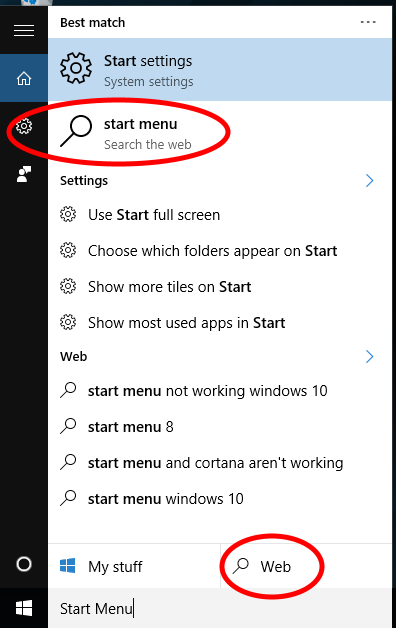 Best match
Start settings
System settings
start menu
Search the web
Settings
Use Start full screen
Choose which folders appear on Start
Show more tiles on Start
Show most used apps in Start
Web
start menu not working windows 10
start menu 8
start menu and cortana aren't working
start menu windows 10
My stuff
Web
Start Menu